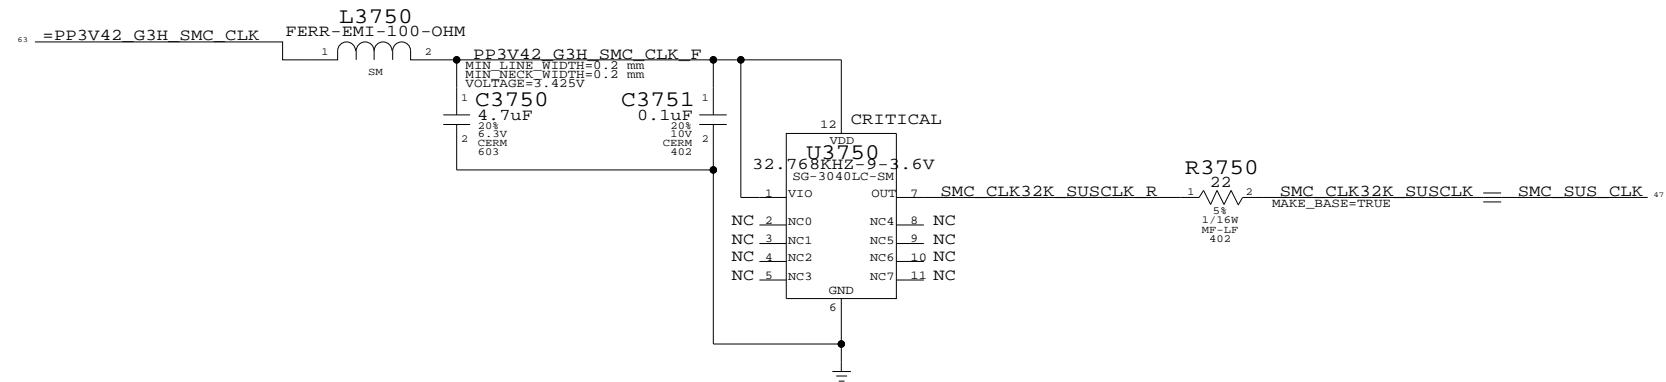 L3750
FERR-EMI-100-OHM
63 =PP3V42_G3H_SMC_CLK
1 2
SM
PP3V42_G3H_SMC_CLK_F
MIN_LINE_WIDTH=0.2 mm
MIN_NECK_WIDTH=0.2 mm
VOLTAGE=3.425V
1 C3750
4.7uF
20%
2 6.3V
CERM
603
C3751 1
0.1uF
20%
10V 2
CERM
402
12 CRITICAL
VDD
U3750
32.768KHZ-9-3.6V
SG-3040LC-SM
1 VIO OUT 7
NC 2 NC0 NC4 8 NC
NC 3 NC1 NC5 9 NC
NC 4 NC2 NC6 10 NC
NC 5 NC3 NC7 11 NC
GND
6
SMC_CLK32K_SUSCLK_R
R3750
22
1 2
5%
1/16W
MF-LF
402
SMC_CLK32K_SUSCLK
MAKE_BASE=TRUE
SMC_SUS_CLK 47